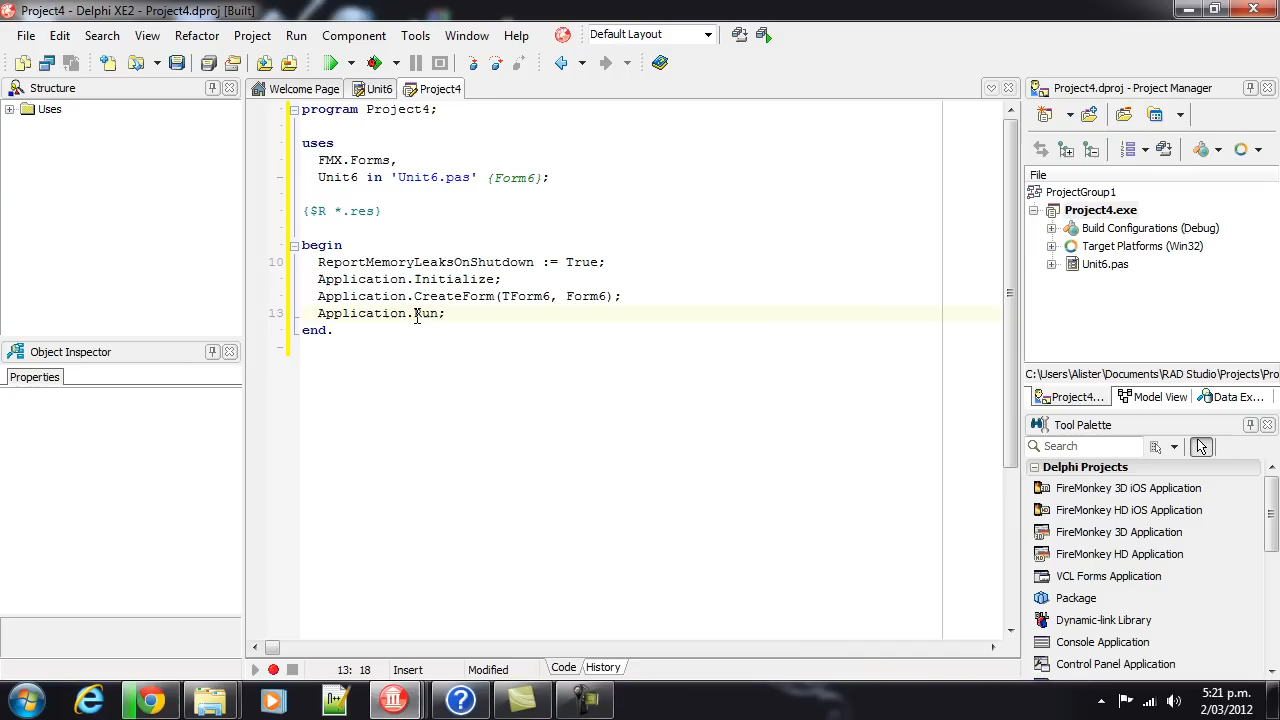 Project4 - Delphi XE2 - Project4.dproj [Built]
File Edit Search View Refactor Project Run Component Tools Window Help
Default Layout
Structure
Uses
Object Inspector
Properties
Welcome Page Unit6 Project4
program Project4;
uses
FMX.Forms,
Unit6 in 'Unit6.pas' {Form6};
{$R *.res}
begin
10 ReportMemoryLeaksOnShutdown := True;
Application.Initialize;
Application.CreateForm(TForm6, Form6);
13 Application.Run;
end.
13: 18 Insert Modified Code History
Project4.dproj - Project Manager
File
ProjectGroup1
Project4.exe
Build Configurations (Debug)
Target Platforms (Win32)
Unit6.pas
C:\Users\Alister\Documents\RAD Studio\Projects\Pro
Project4... Model View Data Ex...
Tool Palette
Search
Delphi Projects
FireMonkey 3D iOS Application
FireMonkey HD iOS Application
FireMonkey 3D Application
FireMonkey HD Application
VCL Forms Application
Package
Dynamic-link Library
Console Application
Control Panel Application
5:21 p.m.
2/03/2012